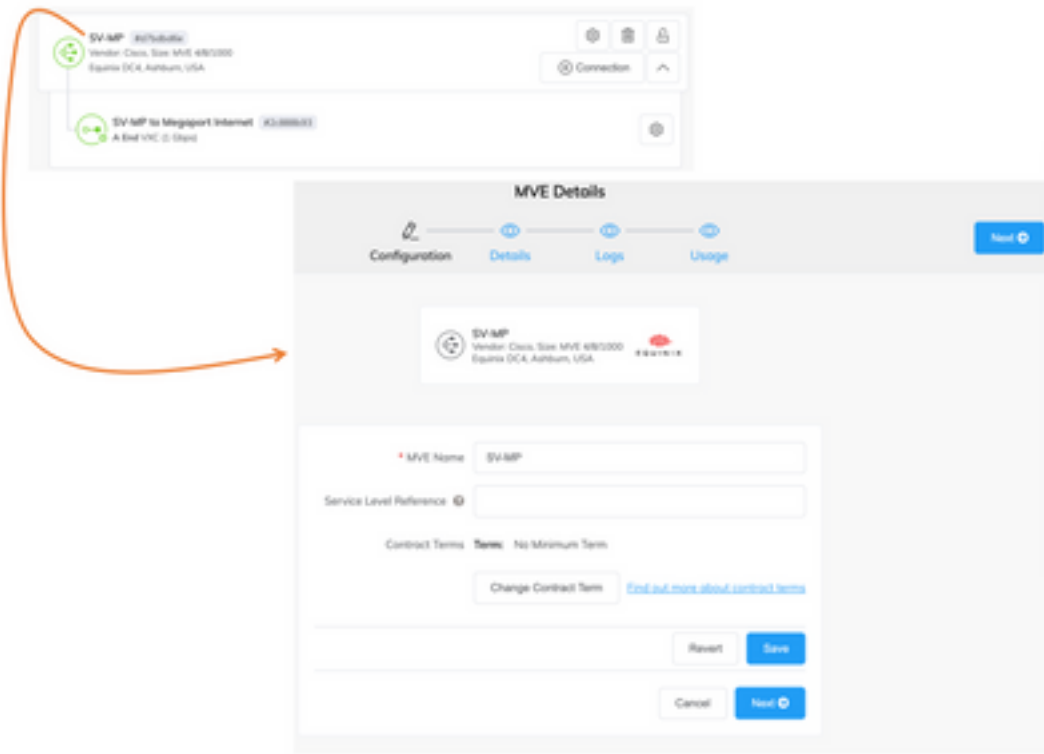 SV-MP
Vendor: Cisco, Size: MVE 4/8/1000
Equinix DC4, Ashburn, USA
Connection
SV-MP to Megaport Internet
A End VXC (1 Gbps)
MVE Details
Next
Configuration
Details
Logs
Usage
SV-MP
Vendor: Cisco, Size: MVE 4/8/1000
Equinix DC4, Ashburn, USA
EQUINIX
* MVE Name
SV-MP
Service Level Reference
Contract Terms Term: No Minimum Term
Change Contract Term
Find out more about contract terms
Revert
Save
Cancel
Next